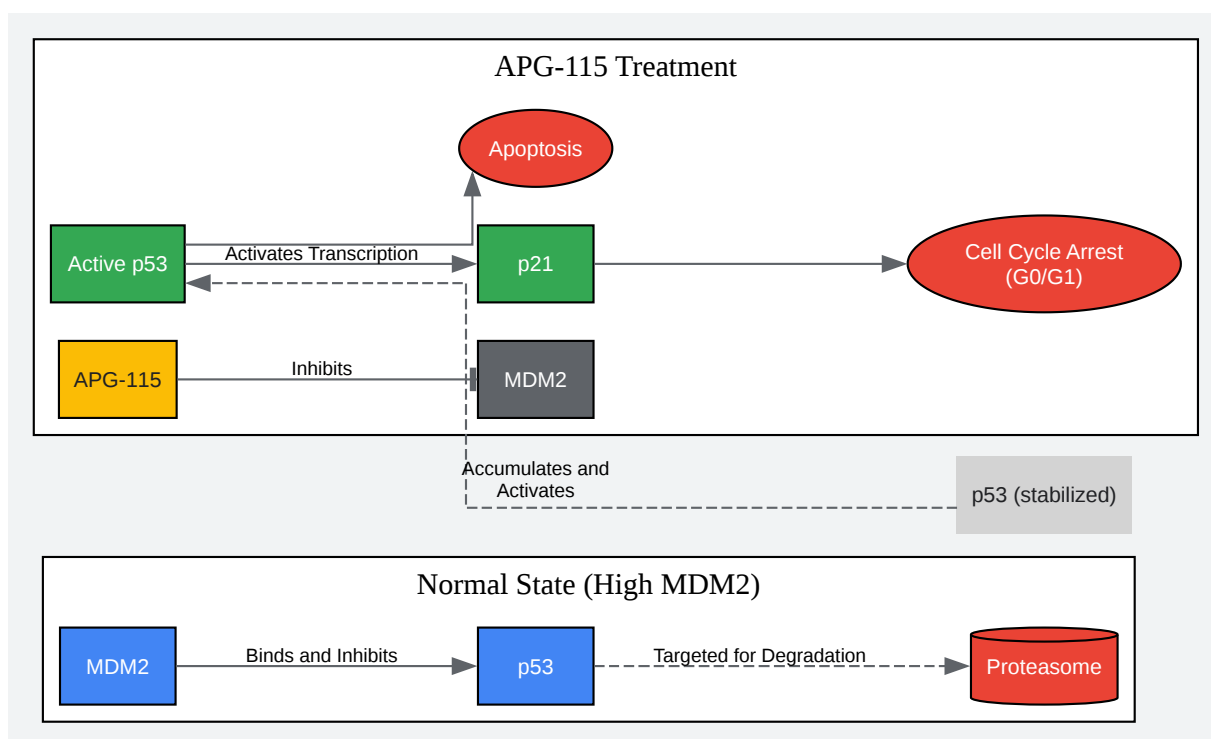 APG-115 Treatment
Apoptosis
Active p53
Activates Transcription
p21
Cell Cycle Arrest
(G0/G1)
APG-115
Inhibits
MDM2
Accumulates and
Activates
p53 (stabilized)
Normal State (High MDM2)
MDM2
Binds and Inhibits
p53
Targeted for Degradation
Proteasome